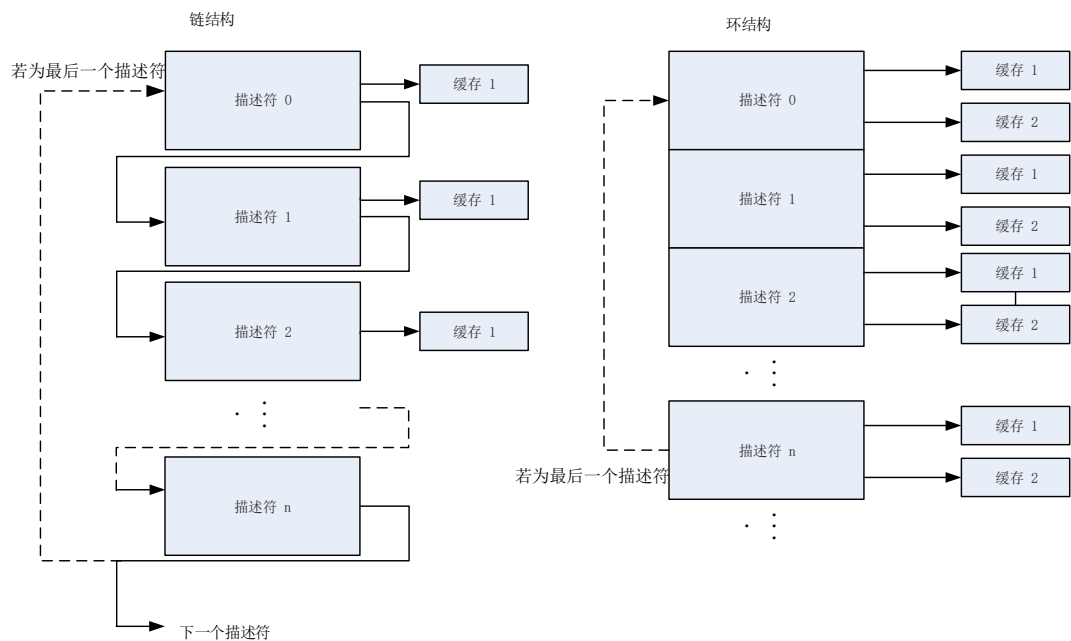 链结构
若为最后一个描述符
描述符 0
缓存 1
描述符 1
缓存 1
描述符 2
缓存 1
描述符 n
下一个描述符
环结构
描述符 0
缓存 1
缓存 2
描述符 1
缓存 1
缓存 2
描述符 2
缓存 1
缓存 2
描述符 n
缓存 1
缓存 2
若为最后一个描述符